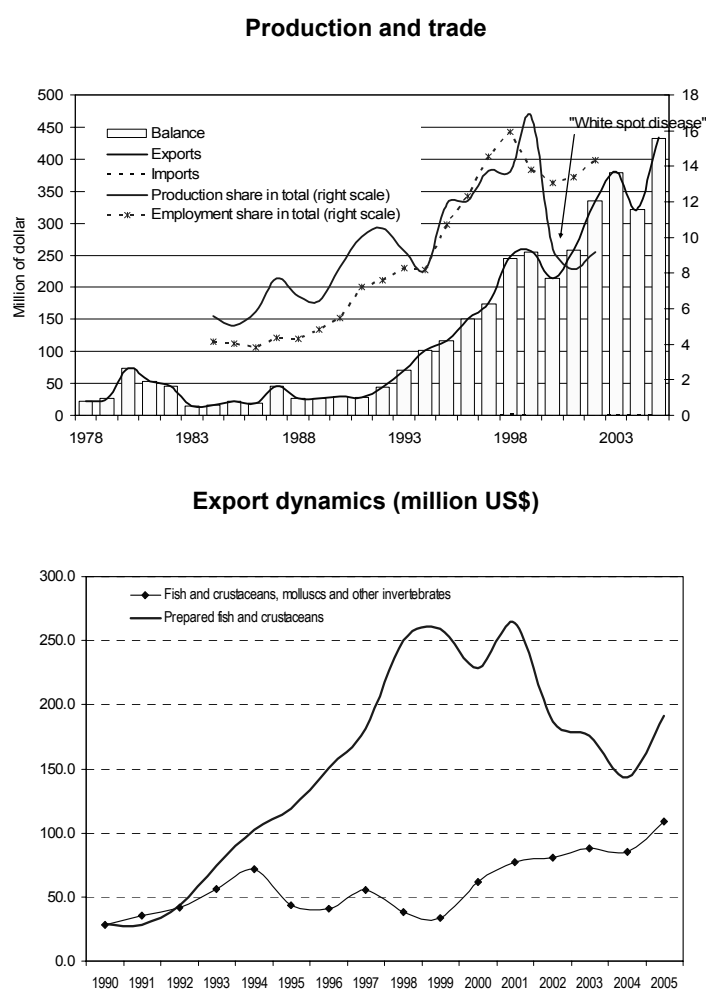 Production and trade
500
450
400
350
300
250
200
150
100
50
0
Million of dollar
18
16
14
12
10
8
6
4
2
0
Balance
Exports
Imports
Production share in total (right scale)
Employment share in total (right scale)
"White spot disease"
1978 1983 1988 1993 1998 2003
Export dynamics (million US$)
300.0
250.0
200.0
150.0
100.0
50.0
0.0
Fish and crustaceans, molluscs and other invertebrates
Prepared fish and crustaceans
1990 1991 1992 1993 1994 1995 1996 1997 1998 1999 2000 2001 2002 2003 2004 2005